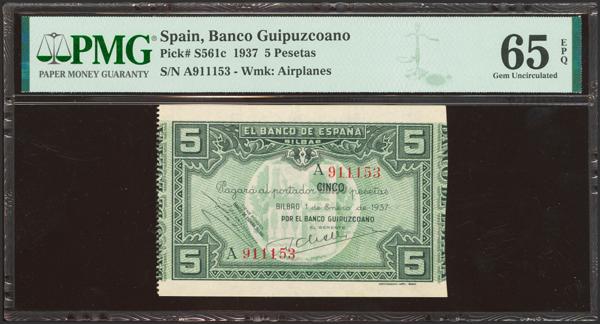 PMG
PAPER MONEY GUARANTY
Spain, Banco Guipuzcoano
Pick# S561c 1937 5 Pesetas
S/N A911153 - Wmk: Airplanes
65 EPQ
Gem Uncirculated
5 EL BANCO DE ESPAÑA 5
BILBAO
A 911153
Pagará al portador CINCO pesetas
BILBAO 1 de Enero de 1937
POR EL BANCO GUIPUZCOANO
EL GERENTE
A 911153
5 5